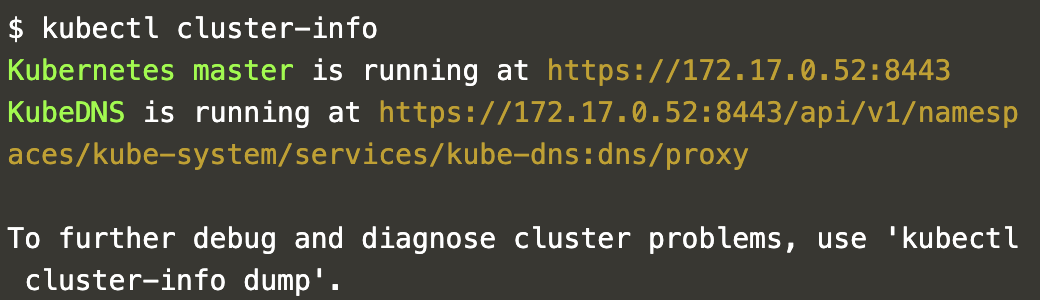 $ kubectl cluster-info
Kubernetes master is running at https://172.17.0.52:8443
KubeDNS is running at https://172.17.0.52:8443/api/v1/namesp
aces/kube-system/services/kube-dns:dns/proxy

To further debug and diagnose cluster problems, use 'kubectl
 cluster-info dump'.